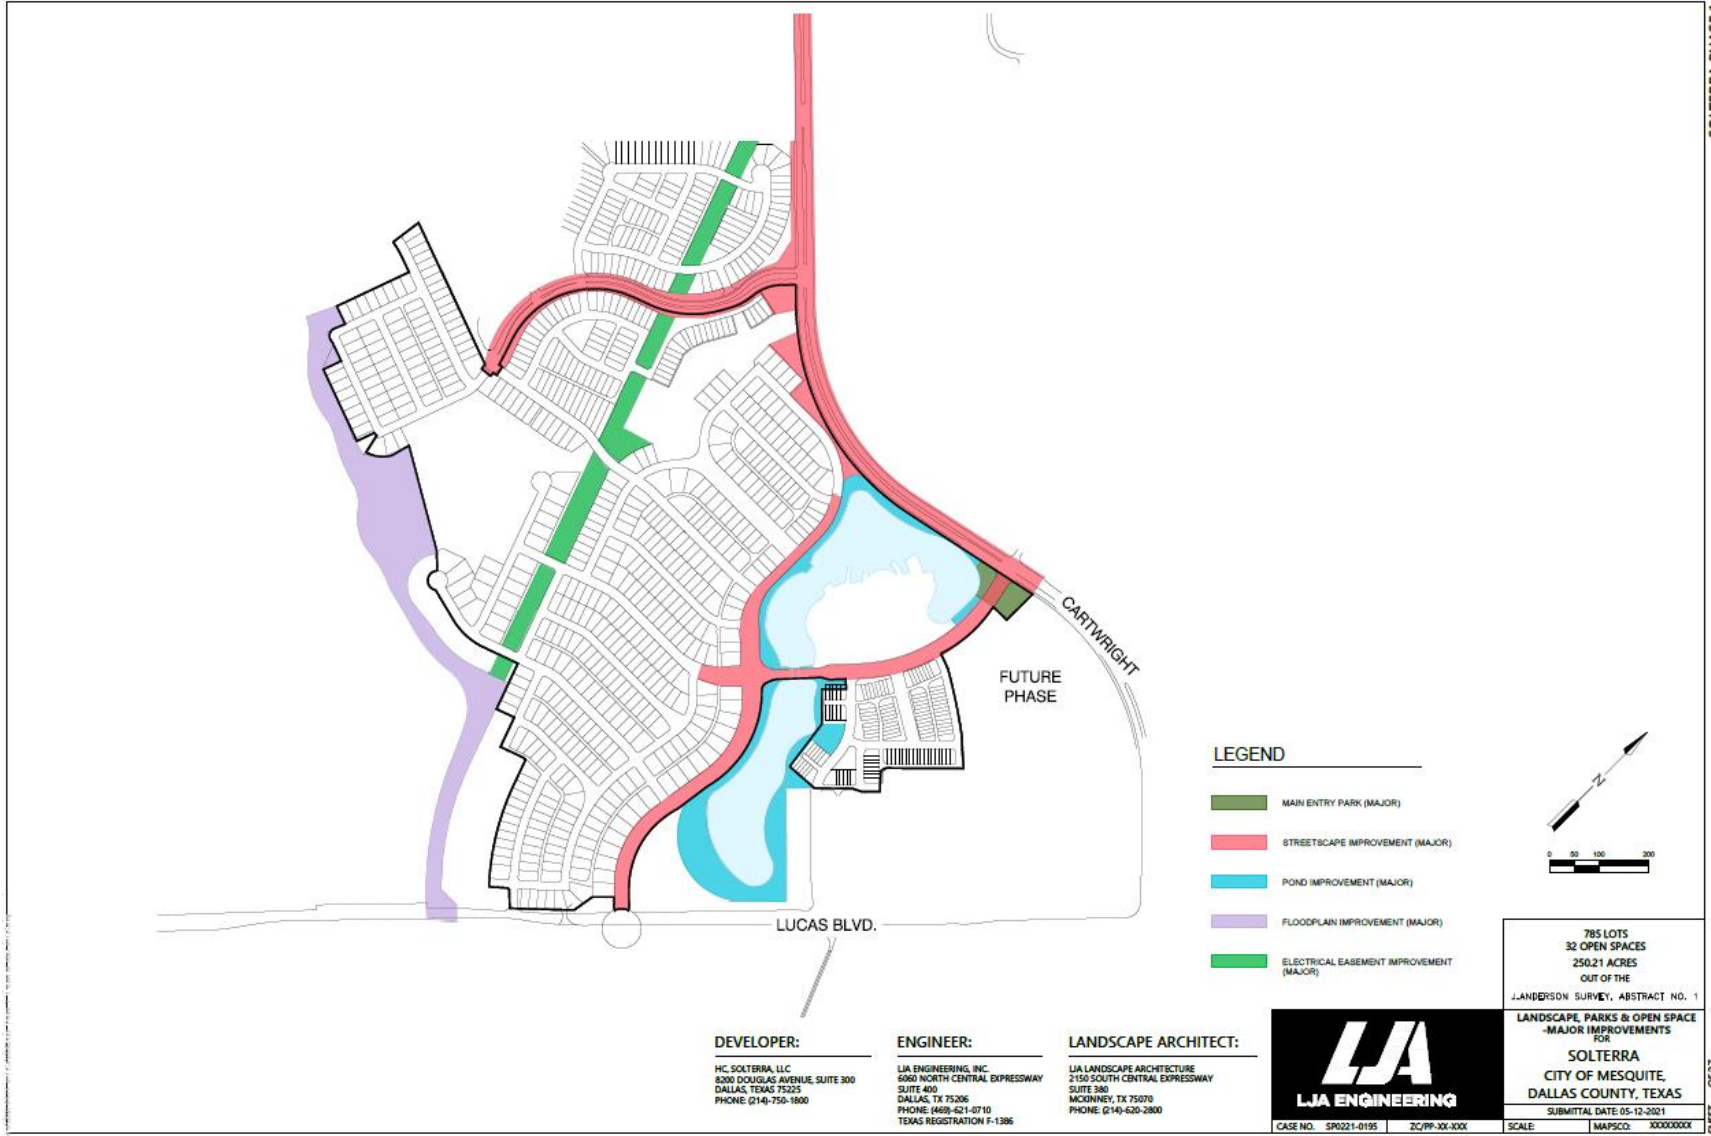 CARTWRIGHT
FUTURE
PHASE
LUCAS BLVD.
LEGEND
MAIN ENTRY PARK (MAJOR)
STREETSCAPE IMPROVEMENT (MAJOR)
POND IMPROVEMENT (MAJOR)
FLOODPLAIN IMPROVEMENT (MAJOR)
ELECTRICAL EASEMENT IMPROVEMENT
(MAJOR)
N
0 50 100 200
785 LOTS
32 OPEN SPACES
250.21 ACRES
OUT OF THE
J.ANDERSON SURVEY, ABSTRACT NO. 1
LANDSCAPE, PARKS & OPEN SPACE
-MAJOR IMPROVEMENTS
FOR
SOLTERRA
CITY OF MESQUITE,
DALLAS COUNTY, TEXAS
SUBMITTAL DATE: 05-12-2021
SCALE: MAPSCO: XXXXXXXX
DEVELOPER:
HC, SOLTERRA, LLC
8200 DOUGLAS AVENUE, SUITE 300
DALLAS, TEXAS 75225
PHONE: (214)-750-1800
ENGINEER:
LJA ENGINEERING, INC.
6060 NORTH CENTRAL EXPRESSWAY
SUITE 400
DALLAS, TX 75206
PHONE: (469)-621-0710
TEXAS REGISTRATION F-1386
LANDSCAPE ARCHITECT:
LJA LANDSCAPE ARCHITECTURE
2150 SOUTH CENTRAL EXPRESSWAY
SUITE 380
MCKINNEY, TX 75070
PHONE: (214)-620-2800
LJA
LJA ENGINEERING
CASE NO. SP0221-0195 ZC/PP-XX-XXX